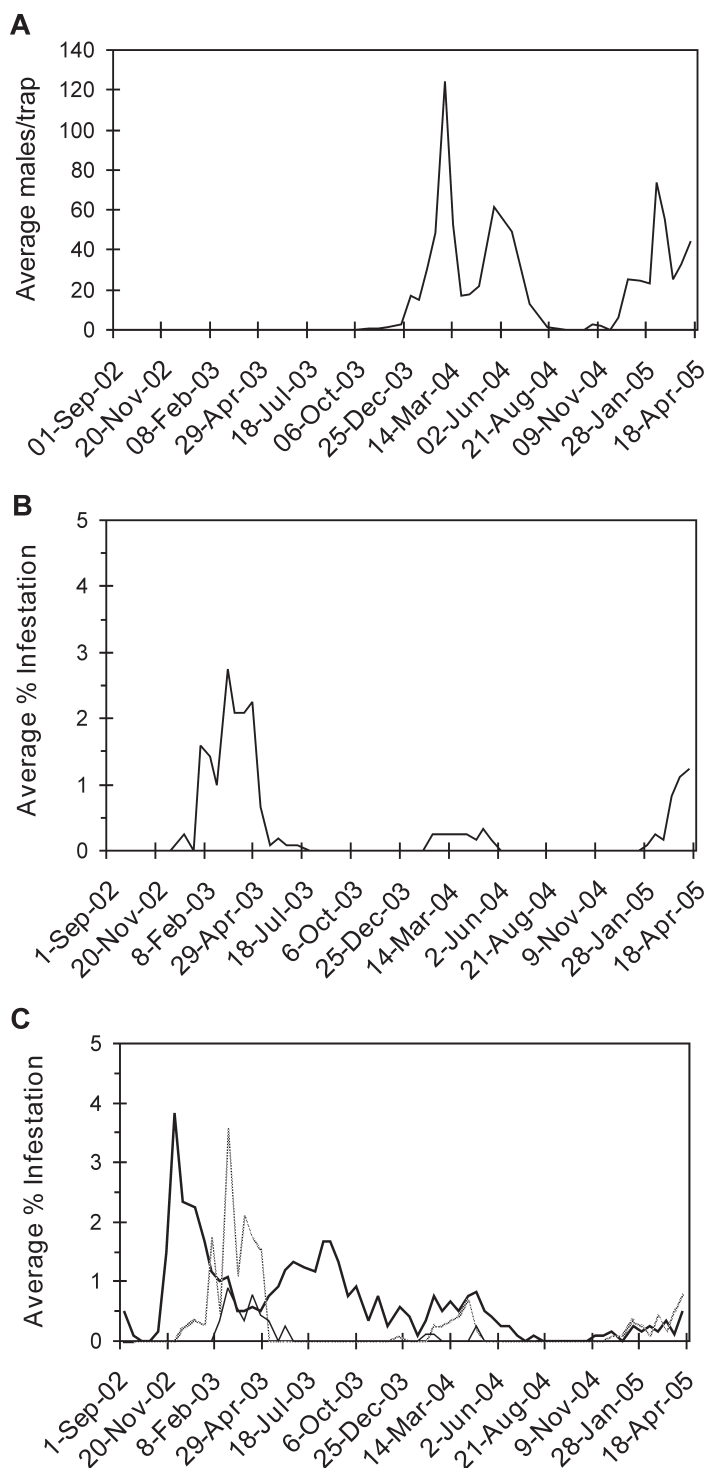 A
Average males/trap
140
120
100
80
60
40
20
0
01-Sep-02
20-Nov-02
08-Feb-03
29-Apr-03
18-Jul-03
06-Oct-03
25-Dec-03
14-Mar-04
02-Jun-04
21-Aug-04
09-Nov-04
28-Jan-05
18-Apr-05
B
Average % Infestation
5
4
3
2
1
0
1-Sep-02
20-Nov-02
8-Feb-03
29-Apr-03
18-Jul-03
6-Oct-03
25-Dec-03
14-Mar-04
2-Jun-04
21-Aug-04
9-Nov-04
28-Jan-05
18-Apr-05
C
Average % Infestation
5
4
3
2
1
0
1-Sep-02
20-Nov-02
8-Feb-03
29-Apr-03
18-Jul-03
6-Oct-03
25-Dec-03
14-Mar-04
2-Jun-04
21-Aug-04
9-Nov-04
28-Jan-05
18-Apr-05